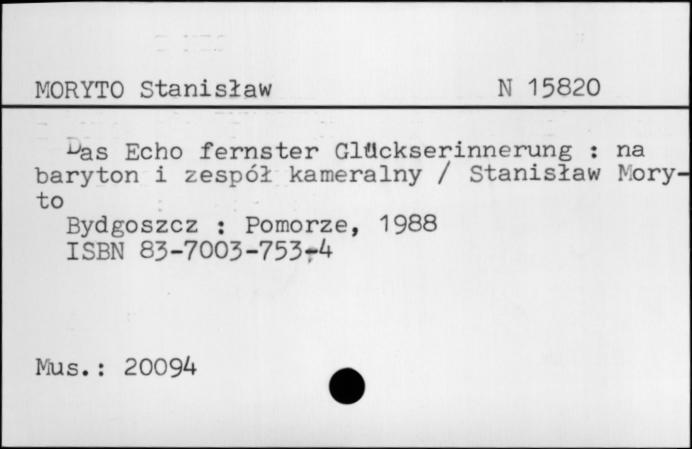 MORYTO Stanisław N 15820
Das Echo fernster Glückserinnerung : na
baryton i zespół kameralny / Stanisław Mory-
to
Bydgoszcz : Pomorze, 1988
ISBN 83-7003-753-4
Mus.: 20094